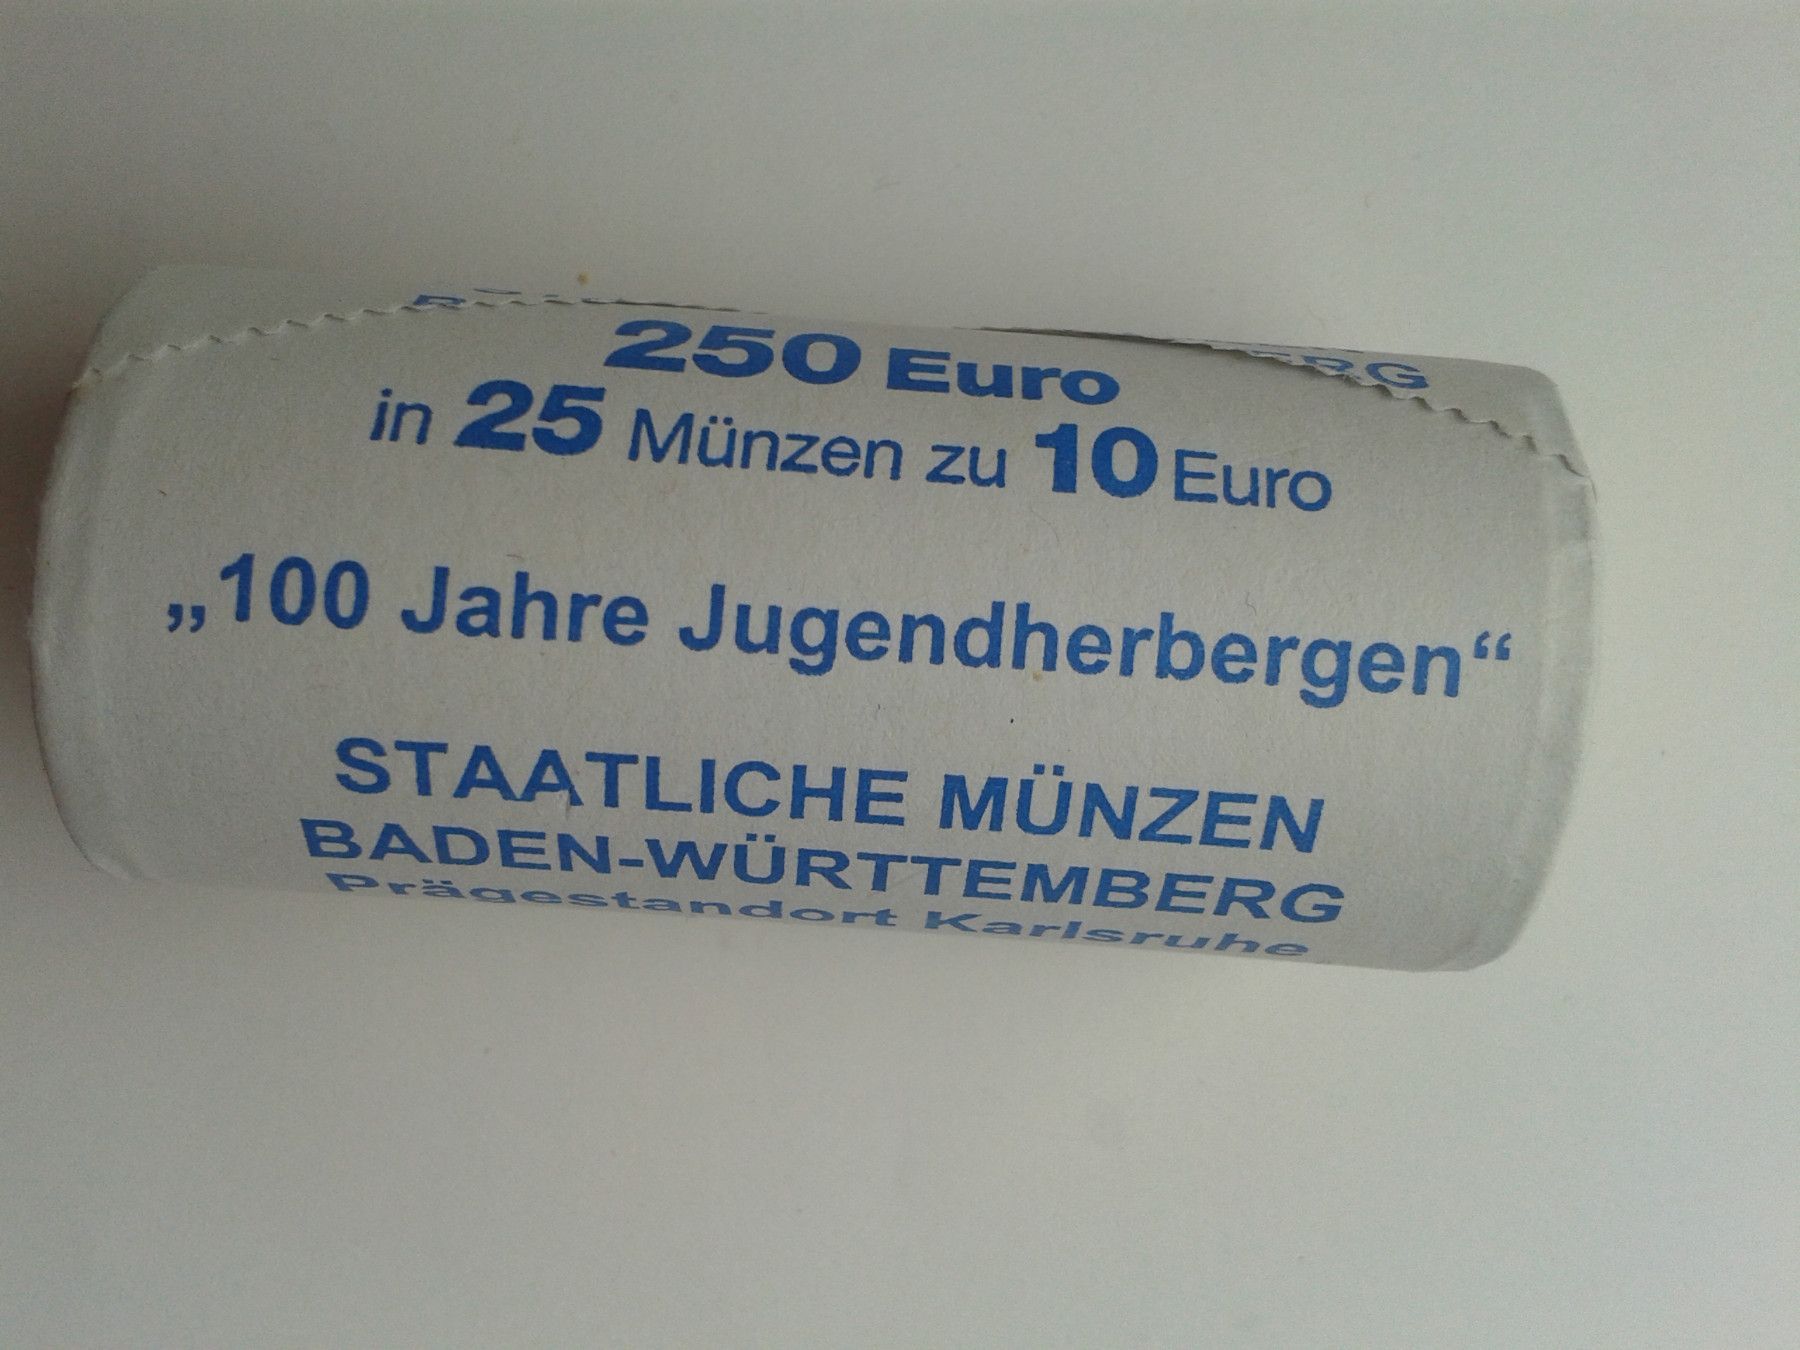 250 Euro
in 25 Münzen zu 10 Euro
„100 Jahre Jugendherbergen“
STAATLICHE MÜNZEN
BADEN-WÜRTTEMBERG
Prägestandort Karlsruhe